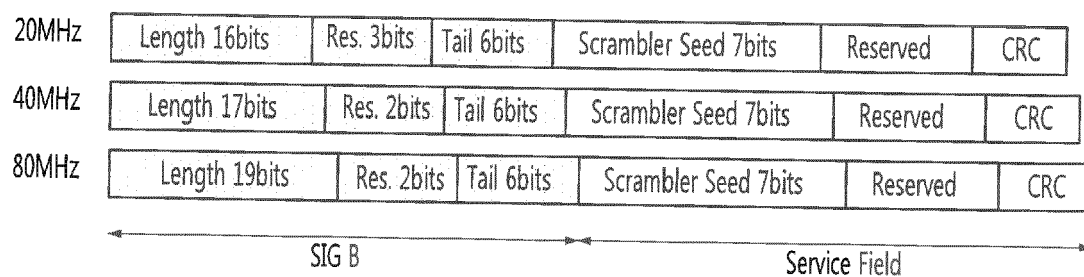 20MHz Length 16bits Res. 3bits Tail 6bits Scrambler Seed 7bits Reserved CRC
40MHz Length 17bits Res. 2bits Tail 6bits Scrambler Seed 7bits Reserved CRC
80MHz Length 19bits Res. 2bits Tail 6bits Scrambler Seed 7bits Reserved CRC
SIG B Service Field